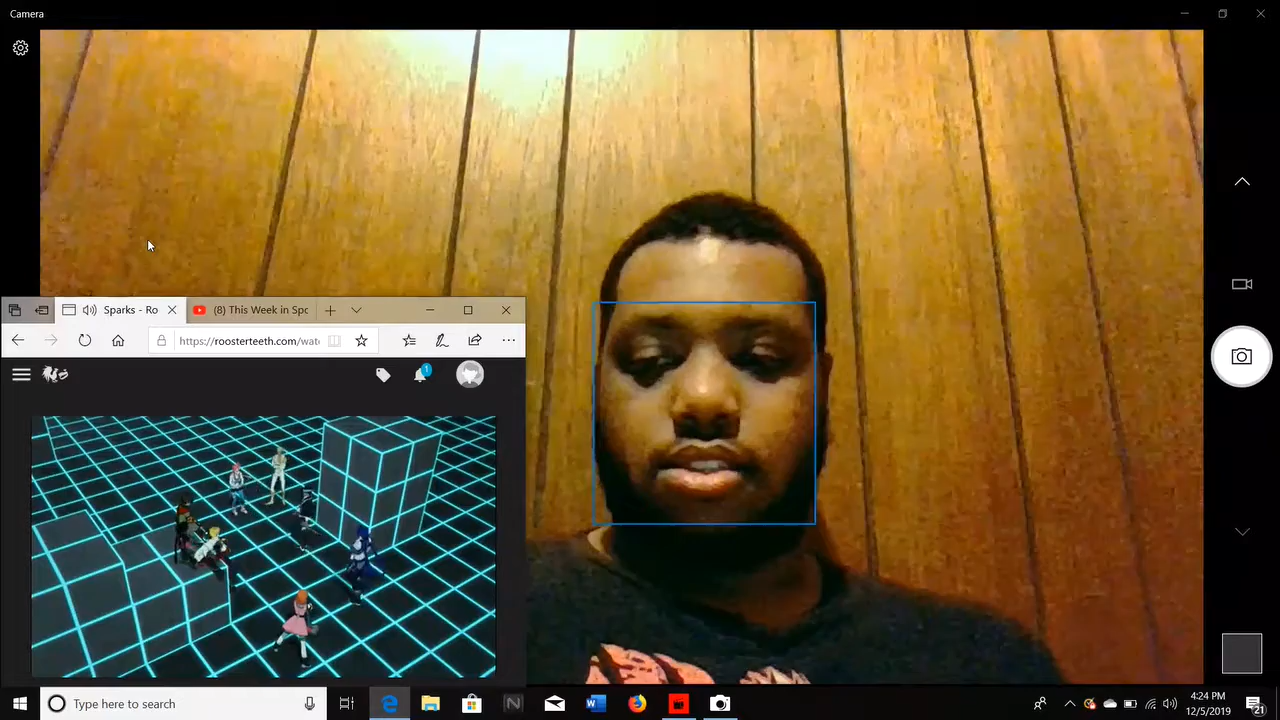 Camera
Sparks - Ro
(8) This Week in Spo
https://roosterteeth.com/wat
1
Type here to search
4:24 PM
12/5/2019
21